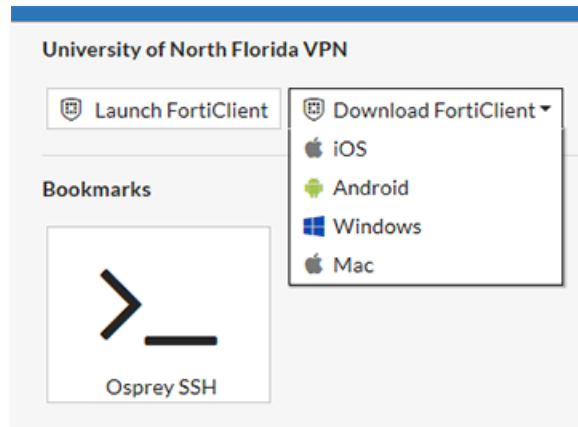 University of North Florida VPN
Launch FortiClient
Download FortiClient
iOS
Android
Windows
Mac
Bookmarks
>_
Osprey SSH